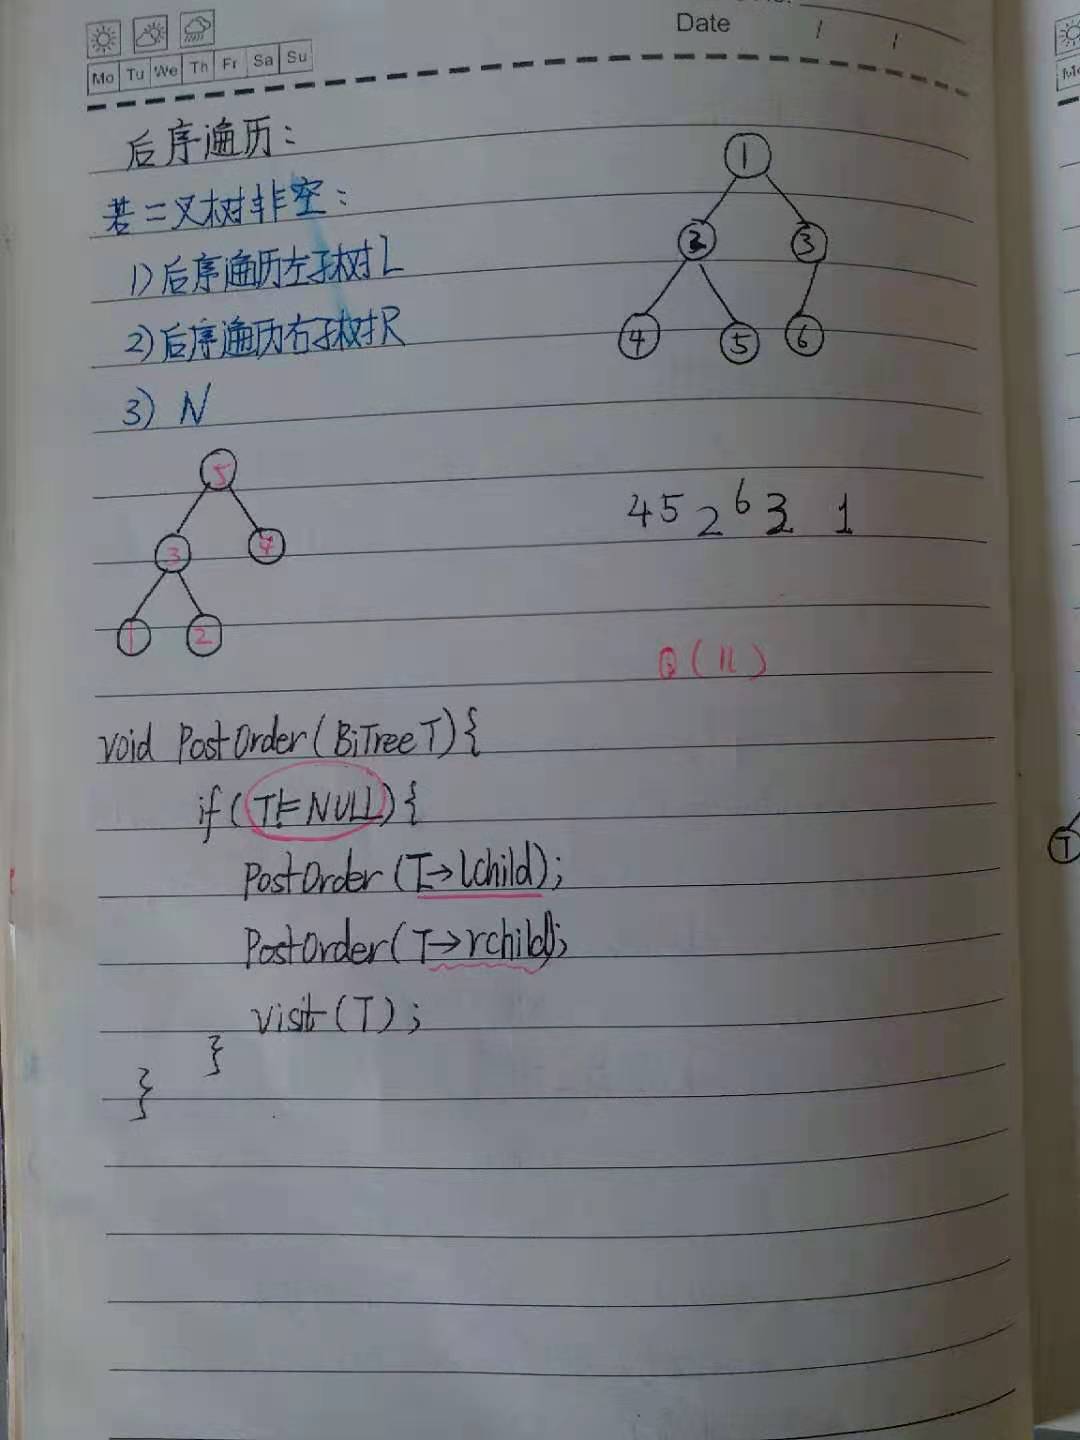 Date
Mo Tu We Th Fr Sa Su
后序遍历：
若二叉树非空：
1) 后序遍历左子树L
2) 后序遍历右子树R
3) N
1
2 3
4 5 6
5
3 4
1 2
4 5 2 6 3 1
O(n)
void PostOrder(BiTree T){
if(T!=NULL){
PostOrder(T→lchild);
PostOrder(T→rchild);
visit(T);
}
}
T